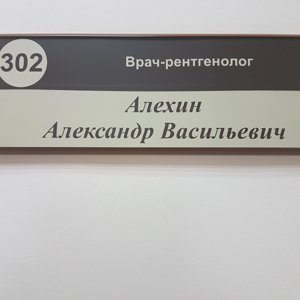 302
Врач-рентгенолог
Алехин
Александр Васильевич